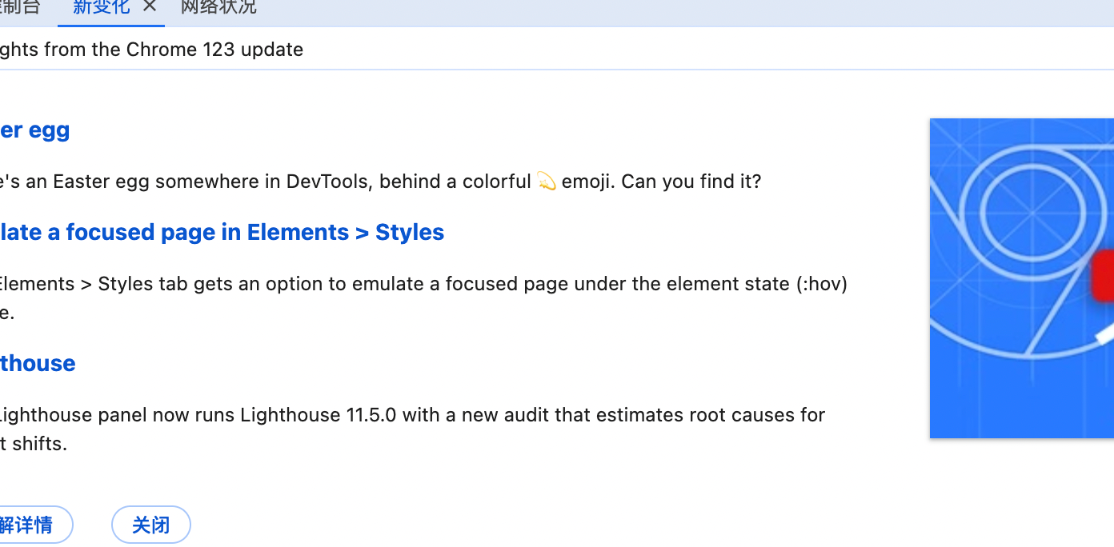 制台 新变化 × 网络状况
ghts from the Chrome 123 update
er egg
e's an Easter egg somewhere in DevTools, behind a colorful 💫 emoji. Can you find it?
late a focused page in Elements > Styles
Elements > Styles tab gets an option to emulate a focused page under the element state (:hov)
e.
thouse
Lighthouse panel now runs Lighthouse 11.5.0 with a new audit that estimates root causes for
t shifts.
解详情 关闭